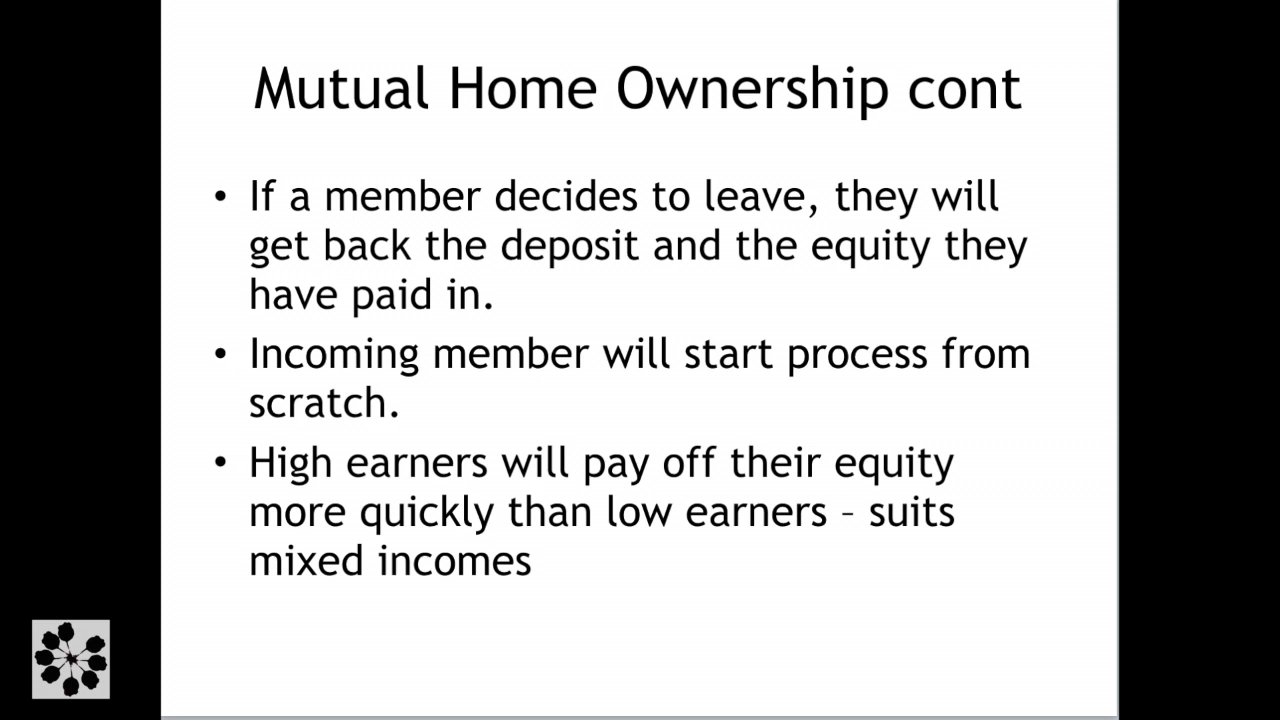 Mutual Home Ownership cont
• If a member decides to leave, they will
get back the deposit and the equity they
have paid in.
• Incoming member will start process from
scratch.
• High earners will pay off their equity
more quickly than low earners – suits
mixed incomes